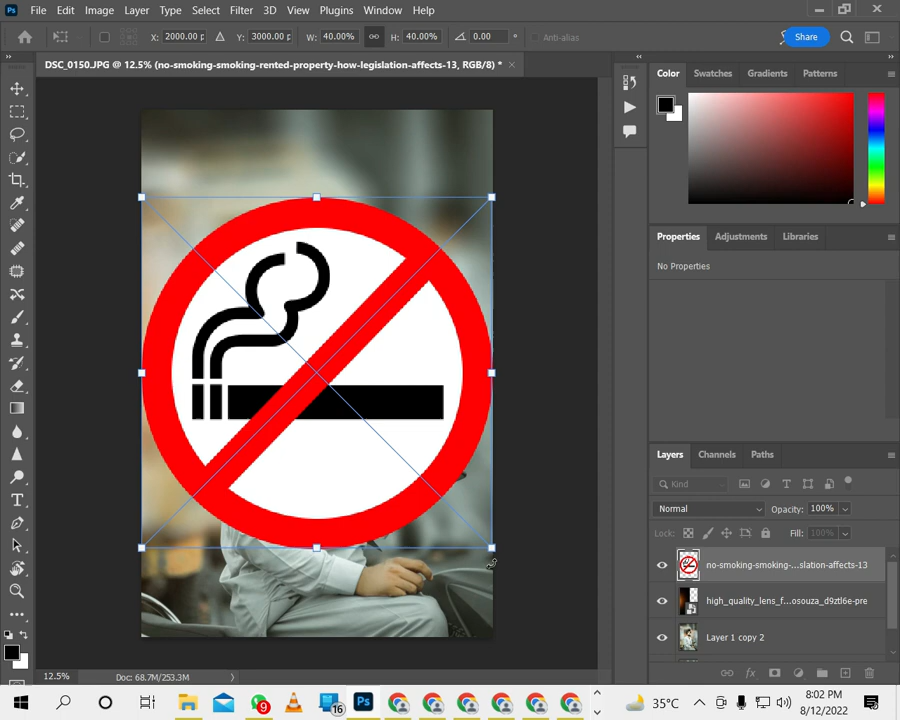 Ps File Edit Image Layer Type Select Filter 3D View Plugins Window Help
X: 2000.00 p Y: 3000.00 p W: 40.00% H: 40.00% 0.00 ° Anti-alias Share
DSC_0150.JPG @ 12.5% (no-smoking-smoking-rented-property-how-legislation-affects-13, RGB/8) * ×
Color Swatches Gradients Patterns
Properties Adjustments Libraries
No Properties
Layers Channels Paths
Kind
Normal Opacity: 100%
Lock: Fill: 100%
no-smoking-smoking-...slation-affects-13
high_quality_lens_f...osouza_d9ztl6e-pre
Layer 1 copy 2
12.5% Doc: 68.7M/253.3M
9 16 Ps 35°C 8:02 PM
8/12/2022